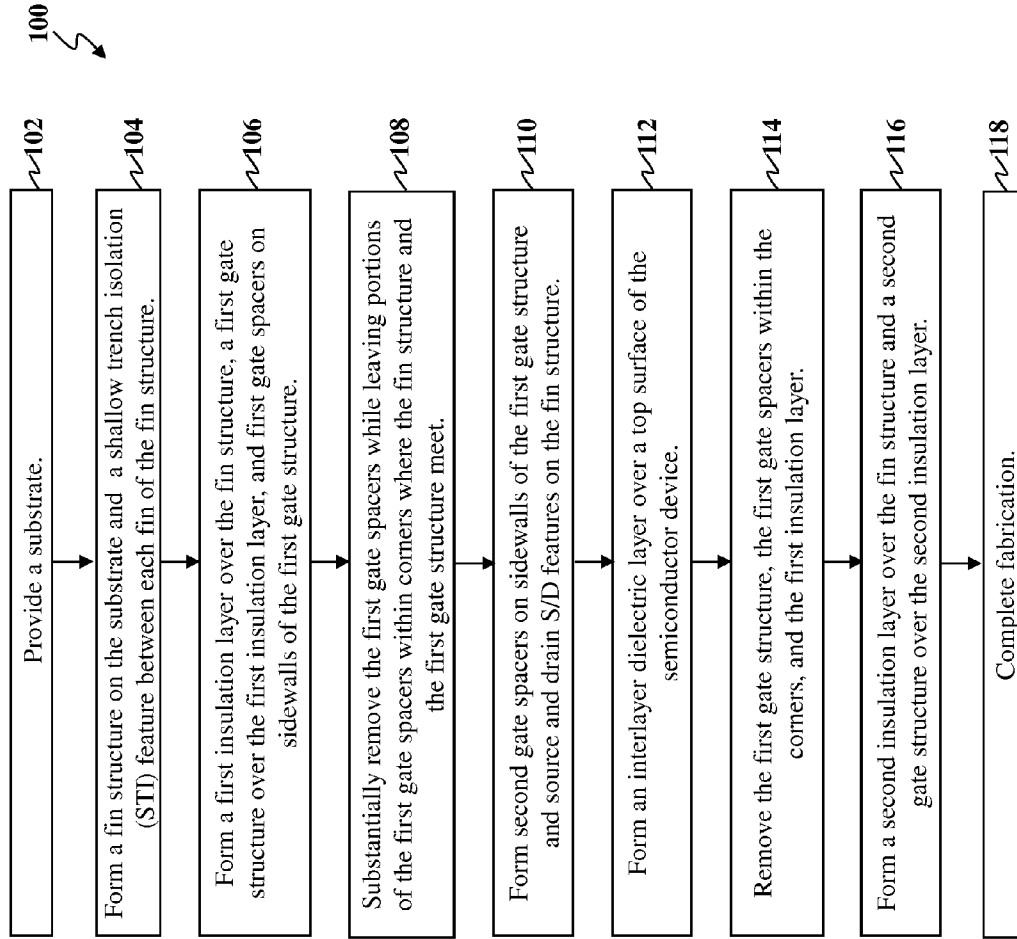 100
Provide a substrate.
102
Form a fin structure on the substrate and a shallow trench isolation
(STI) feature between each fin of the fin structure.
104
Form a first insulation layer over the fin structure, a first gate
structure over the first insulation layer, and first gate spacers on
sidewalls of the first gate structure.
106
Substantially remove the first gate spacers while leaving portions
of the first gate spacers within corners where the fin structure and
the first gate structure meet.
108
Form second gate spacers on sidewalls of the first gate structure
and source and drain S/D features on the fin structure.
110
Form an interlayer dielectric layer over a top surface of the
semiconductor device.
112
Remove the first gate structure, the first gate spacers within the
corners, and the first insulation layer.
114
Form a second insulation layer over the fin structure and a second
gate structure over the second insulation layer.
116
Complete fabrication.
118